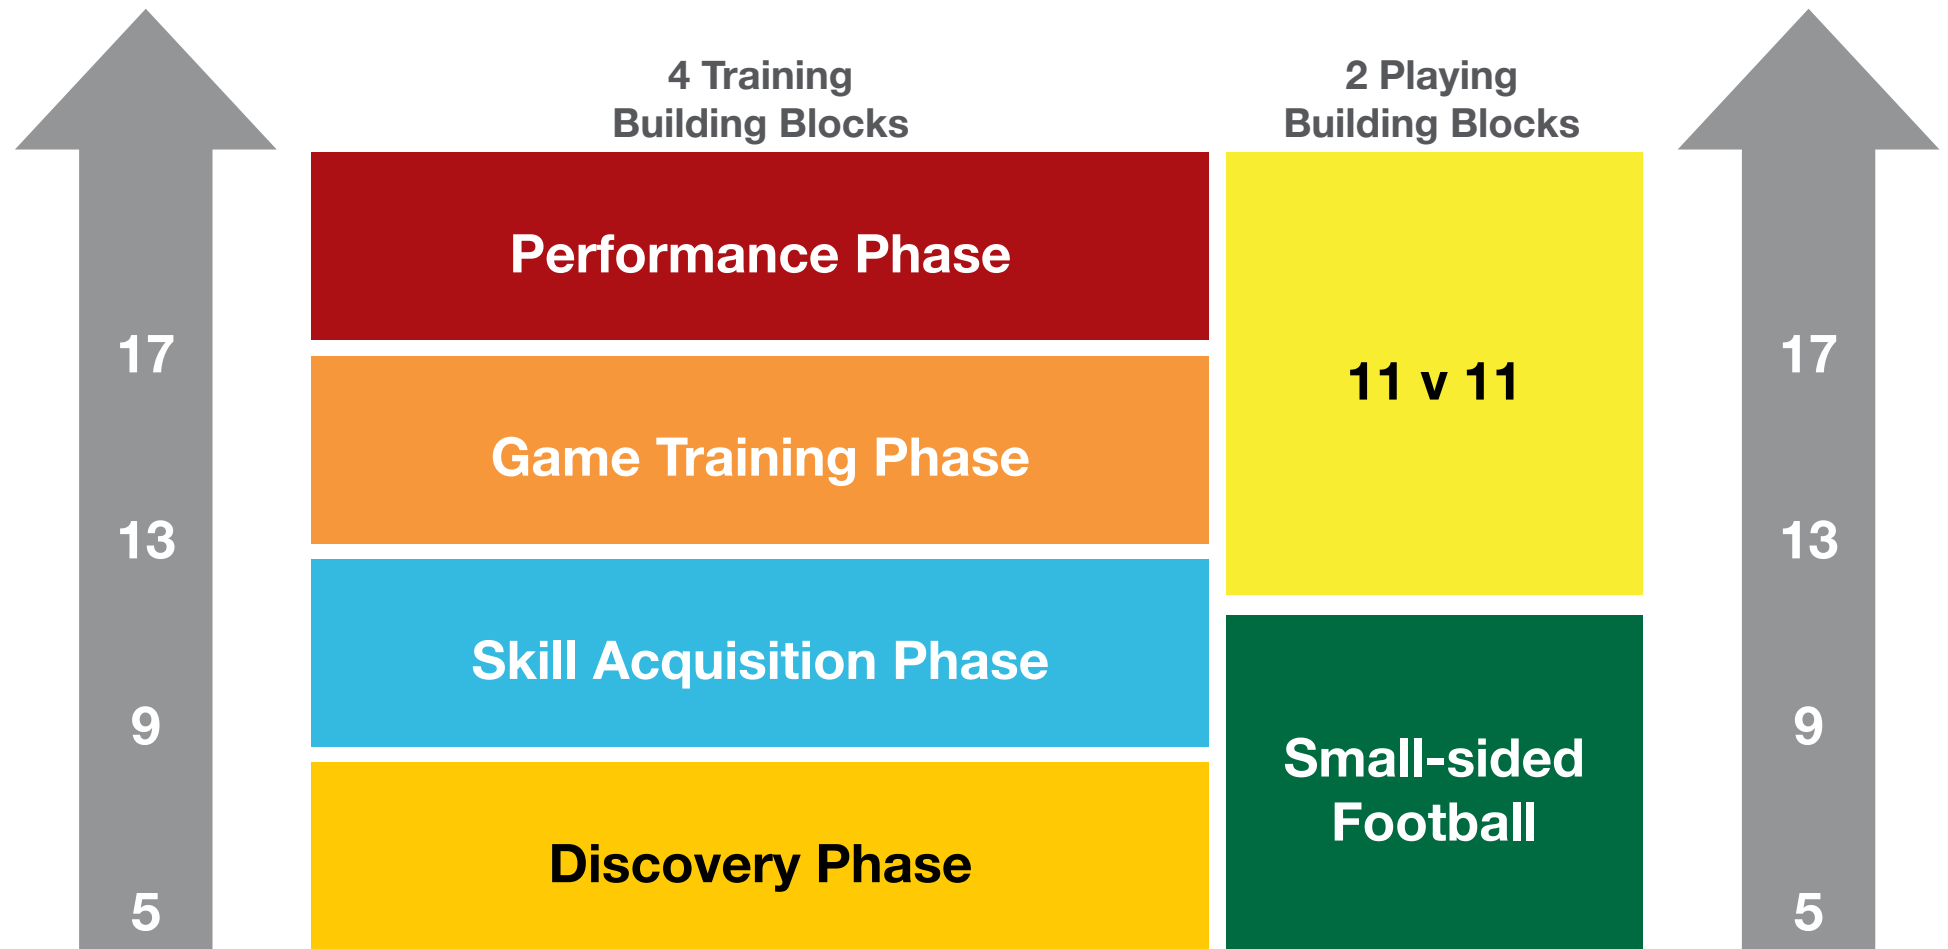 4 Training
Building Blocks
2 Playing
Building Blocks
Performance Phase
17
17
11 v 11
Game Training Phase
13
13
Skill Acquisition Phase
9
9
Small-sided
Football
Discovery Phase
5
5